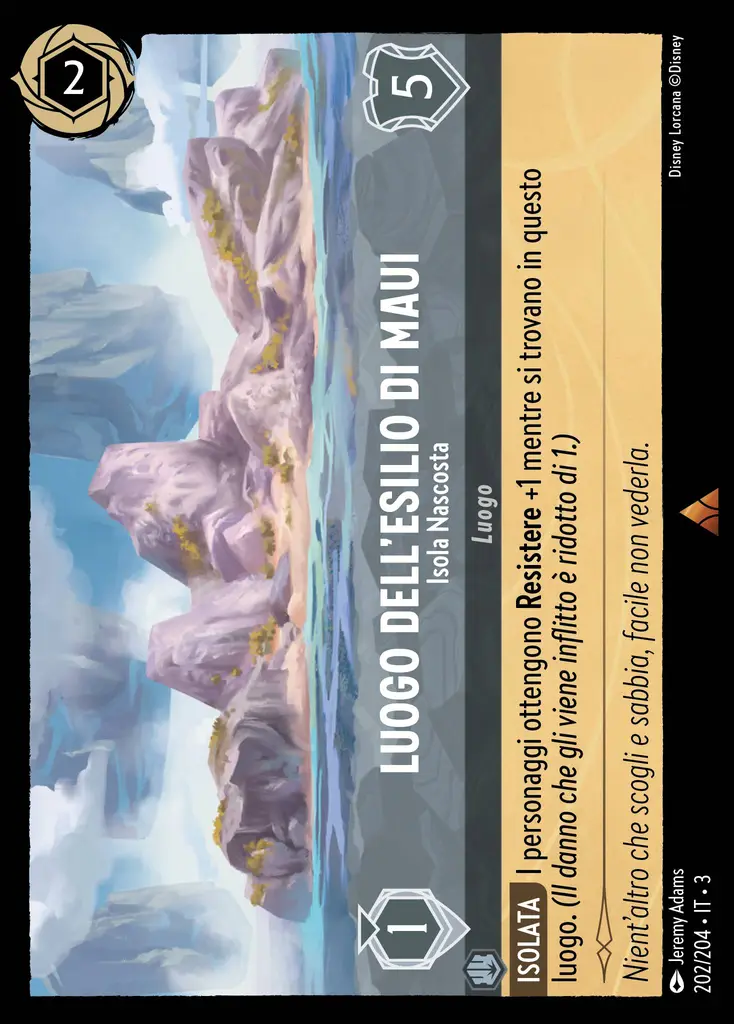 2
5
LUOGO DELL'ESILIO DI MAUI
Isola Nascosta
1
Luogo
ISOLATA I personaggi ottengono Resistere +1 mentre si trovano in questo
luogo. (Il danno che gli viene inflitto è ridotto di 1.)
Nient'altro che scogli e sabbia, facile non vederla.
Jeremy Adams
202/204 • IT • 3
Disney Lorcana ©Disney